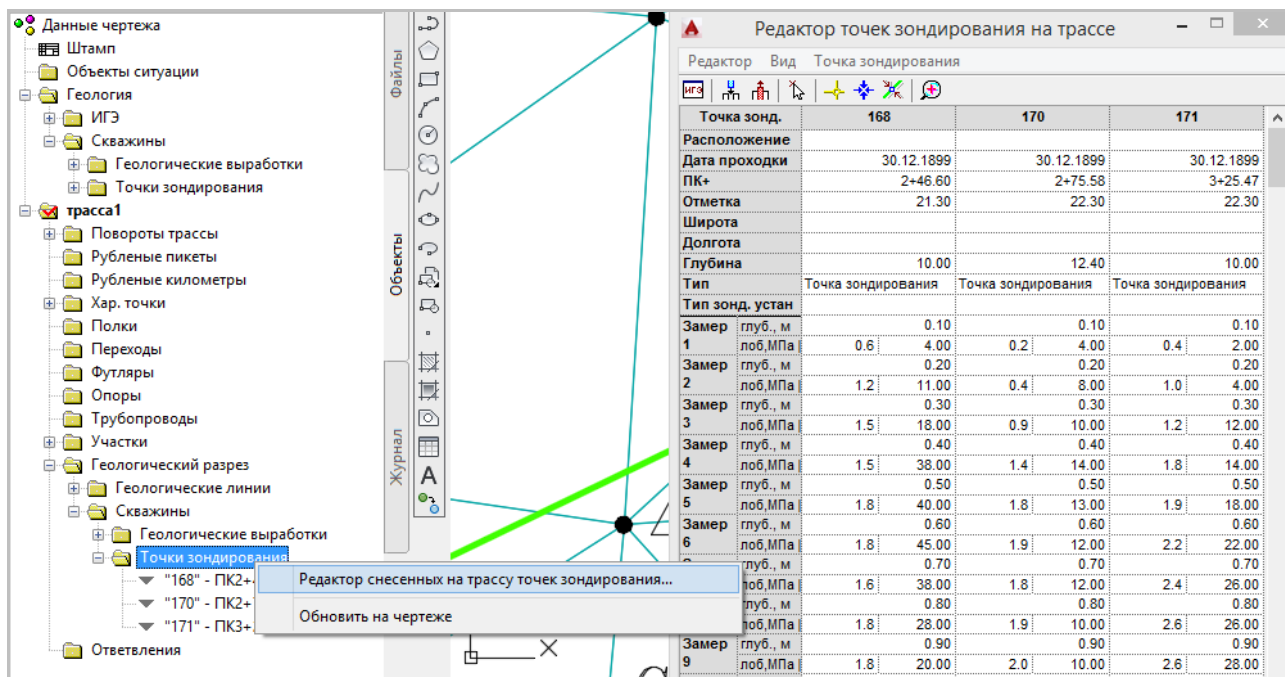 Данные чертежа
Штамп
Объекты ситуации
Геология
ИГЭ
Скважины
Геологические выработки
Точки зондирования
трасса1
Повороты трассы
Рубленые пикеты
Рубленые километры
Хар. точки
Полки
Переходы
Футляры
Опоры
Трубопроводы
Участки
Геологический разрез
Геологические линии
Скважины
Геологические выработки
Точки зондирования
"168" - ПК2+
"170" - ПК2+
"171" - ПК3+
Ответвления
Редактор снесенных на трассу точек зондирования...
Обновить на чертеже
Файлы
Объекты
Журнал
A
Редактор точек зондирования на трассе
Редактор Вид Точка зондирования
ИГЭ
Точка зонд. 168 170 171
Расположение
Дата проходки 30.12.1899 30.12.1899 30.12.1899
ПК+ 2+46.60 2+75.58 3+25.47
Отметка 21.30 22.30 22.30
Широта
Долгота
Глубина 10.00 12.40 10.00
Тип Точка зондирования Точка зондирования Точка зондирования
Тип зонд. устан
Замер глуб., м 0.10 0.10 0.10
1 лоб,МПа 0.6 4.00 0.2 4.00 0.4 2.00
Замер глуб., м 0.20 0.20 0.20
2 лоб,МПа 1.2 11.00 0.4 8.00 1.0 4.00
Замер глуб., м 0.30 0.30 0.30
3 лоб,МПа 1.5 18.00 0.9 10.00 1.2 12.00
Замер глуб., м 0.40 0.40 0.40
4 лоб,МПа 1.5 38.00 1.4 14.00 1.8 14.00
Замер глуб., м 0.50 0.50 0.50
5 лоб,МПа 1.8 40.00 1.8 13.00 1.9 18.00
Замер глуб., м 0.60 0.60 0.60
6 лоб,МПа 1.8 45.00 1.9 12.00 2.2 22.00
глуб., м 0.70 0.70 0.70
лоб,МПа 1.6 38.00 1.8 12.00 2.4 26.00
глуб., м 0.80 0.80 0.80
лоб,МПа 1.8 28.00 1.9 10.00 2.6 26.00
Замер глуб., м 0.90 0.90 0.90
9 лоб,МПа 1.8 20.00 2.0 10.00 2.6 28.00